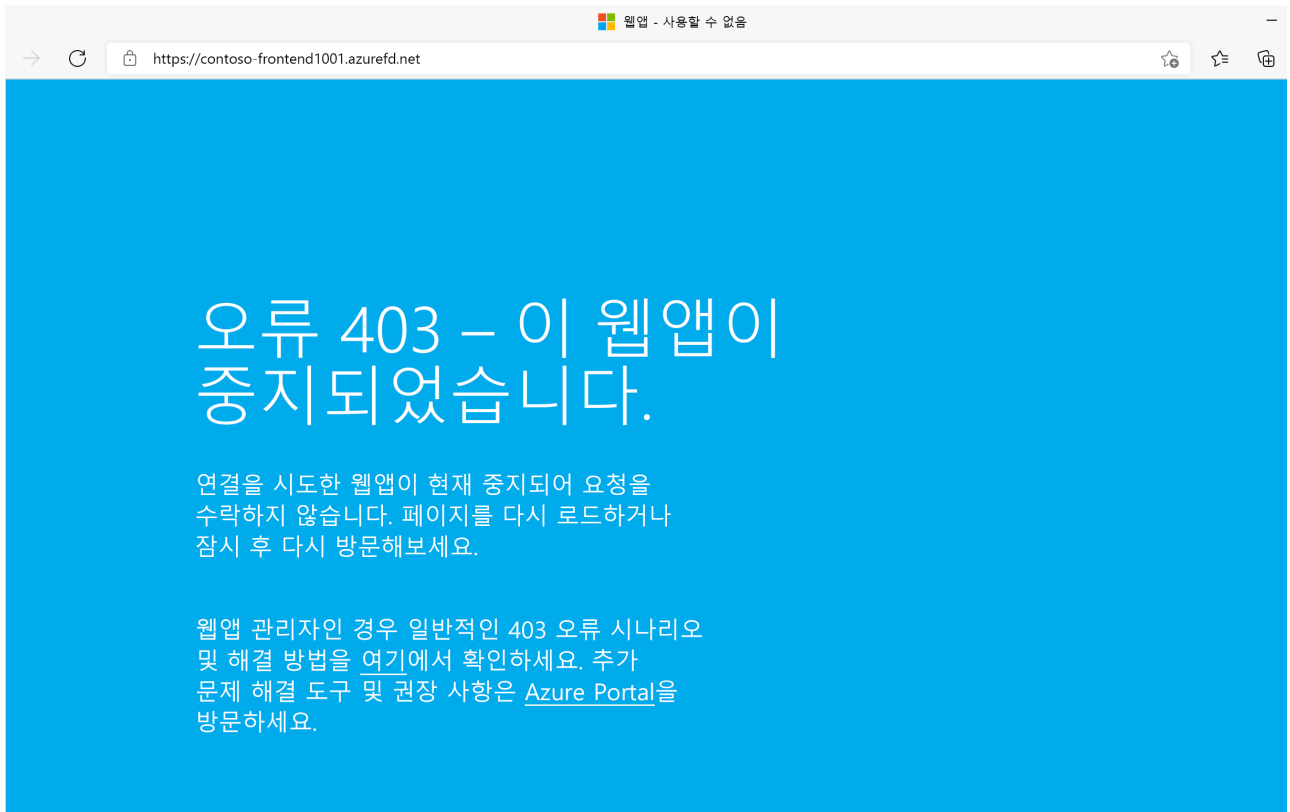 웹앱 - 사용할 수 없음
https://contoso-frontend1001.azurefd.net
오류 403 – 이 웹앱이
중지되었습니다.
연결을 시도한 웹앱이 현재 중지되어 요청을
수락하지 않습니다. 페이지를 다시 로드하거나
잠시 후 다시 방문해보세요.
웹앱 관리자인 경우 일반적인 403 오류 시나리오
및 해결 방법을 여기에서 확인하세요. 추가
문제 해결 도구 및 권장 사항은 Azure Portal을
방문하세요.